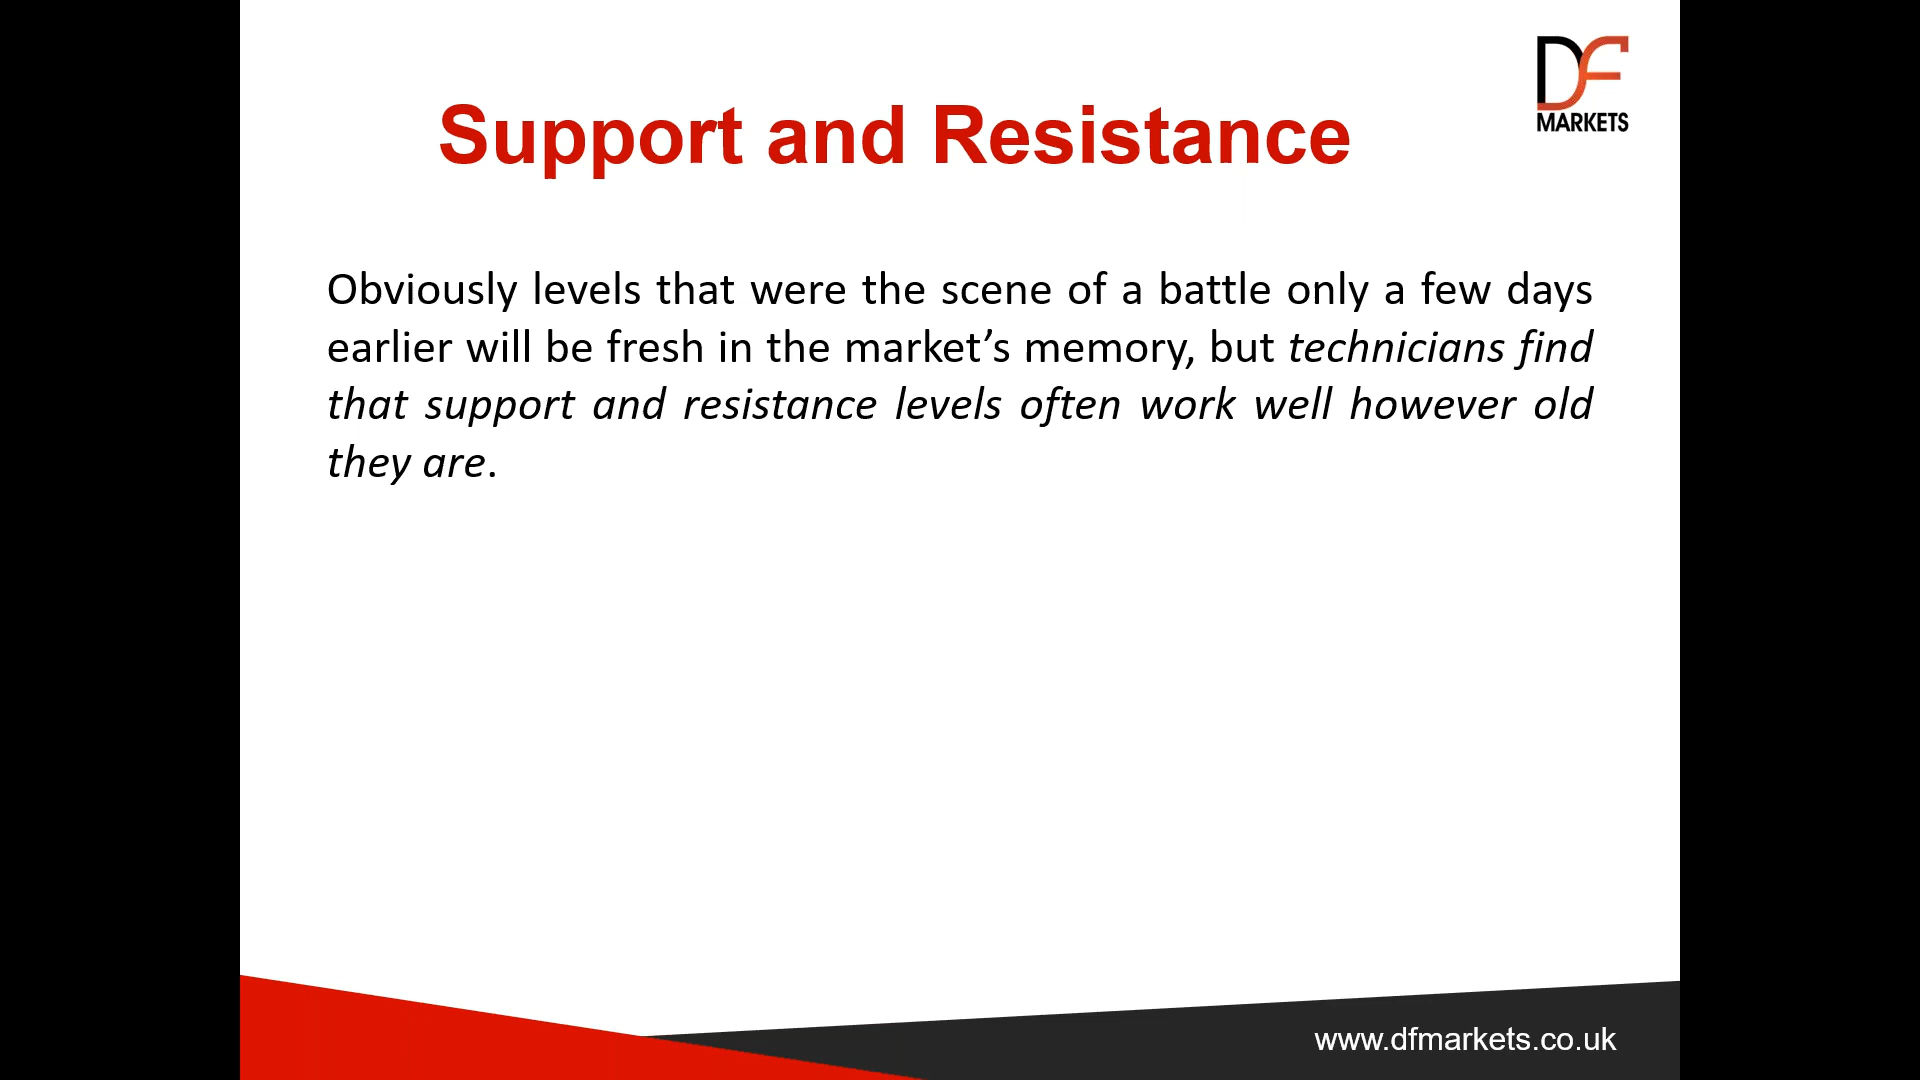 DF
MARKETS
Support and Resistance
Obviously levels that were the scene of a battle only a few days
earlier will be fresh in the market’s memory, but technicians find
that support and resistance levels often work well however old
they are.
www.dfmarkets.co.uk